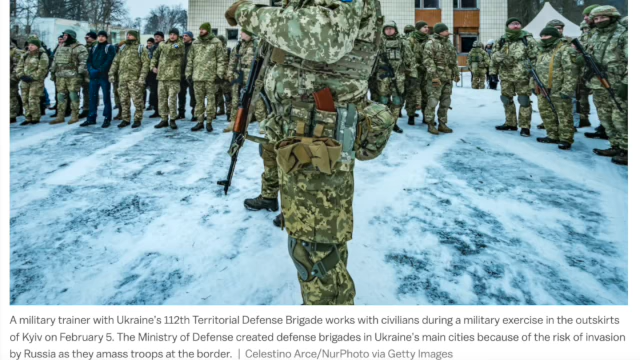 A military trainer with Ukraine's 112th Territorial Defense Brigade works with civilians during a military exercise in the outskirts
of Kyiv on February 5. The Ministry of Defense created defense brigades in Ukraine's main cities because of the risk of invasion
by Russia as they amass troops at the border. | Celestino Arce/NurPhoto via Getty Images